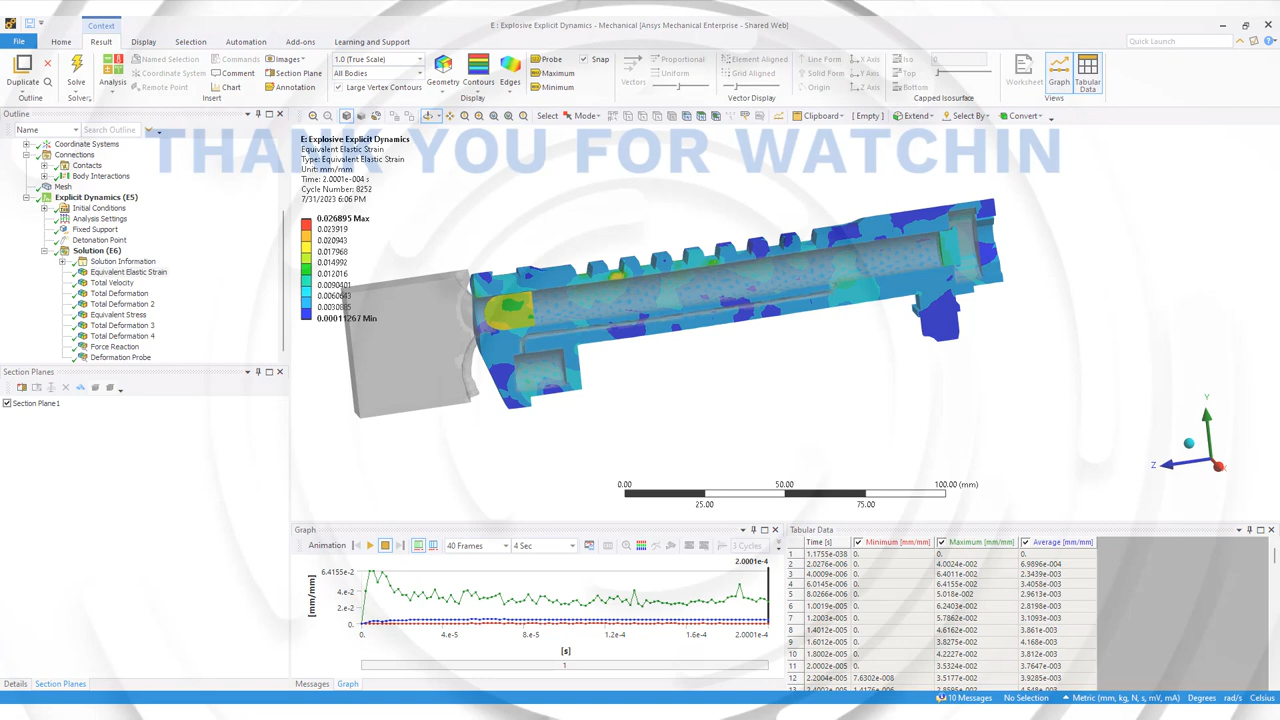 E : Explosive Explicit Dynamics - Mechanical [Ansys Mechanical Enterprise - Shared Web]
Context
File Home Result Display Selection Automation Add-ons Learning and Support
Quick Launch
Duplicate
Outline
Solve
Solver
Analysis
Named Selection
Coordinate System
Remote Point
Commands
Comment
Chart
Images
Section Plane
Annotation
Insert
1.0 (True Scale)
All Bodies
Large Vertex Contours
Geometry
Contours
Edges
Display
Probe
Maximum
Minimum
Snap
Vectors
Proportional
Uniform
Element Aligned
Grid Aligned
Line Form
Solid Form
Origin
X Axis
Y Axis
Z Axis
Vector Display
Iso
Top
Bottom
0
Capped Isosurface
Worksheet
Graph
Tabular
Data
Views
Outline
Select Mode Clipboard [ Empty ] Extend Select By Convert
Name
Search Outline
THANK YOU FOR WATCHIN
Coordinate Systems
Connections
Contacts
Body Interactions
Mesh
Explicit Dynamics (E5)
Initial Conditions
Analysis Settings
Fixed Support
Detonation Point
Solution (E6)
Solution Information
Equivalent Elastic Strain
Total Velocity
Total Deformation
Total Deformation 2
Equivalent Stress
Total Deformation 3
Total Deformation 4
Force Reaction
Deformation Probe
Section Planes
Section Plane1
Details Section Planes
E: Explosive Explicit Dynamics
Equivalent Elastic Strain
Type: Equivalent Elastic Strain
Unit: mm/mm
Time: 2.0001e-004 s
Cycle Number: 8252
7/31/2023 6:06 PM
0.026895 Max
0.023919
0.020943
0.017968
0.014992
0.012016
0.0090401
0.0060643
0.0030885
0.00011267 Min
Y
Z
X
0.00 50.00 100.00 (mm)
25.00 75.00
Graph
Animation 40 Frames 4 Sec 3 Cycles
2.0001e-4
[mm/mm]
6.4155e-2
4.e-2
2.e-2
0.
0. 4.e-5 8.e-5 1.2e-4 1.6e-4 2.0001e-4
[s]
1
Messages Graph
Tabular Data
Time [s] Minimum [mm/mm] Maximum [mm/mm] Average [mm/mm]
1 1.1755e-038 0. 0. 0.
2 2.0276e-006 0. 4.0024e-002 6.9896e-004
3 4.0009e-006 0. 6.4011e-002 2.3439e-003
4 6.0145e-006 0. 6.4155e-002 3.4058e-003
5 8.0266e-006 0. 5.018e-002 2.9613e-003
6 1.0019e-005 0. 6.2403e-002 2.8198e-003
7 1.2003e-005 0. 5.7862e-002 3.1093e-003
8 1.4012e-005 0. 4.6162e-002 3.861e-003
9 1.6012e-005 0. 3.8275e-002 4.168e-003
10 1.8002e-005 0. 4.2227e-002 3.812e-003
11 2.0002e-005 0. 3.5324e-002 3.7647e-003
12 2.2004e-005 7.6302e-008 3.5177e-002 3.9285e-003
10 Messages No Selection Metric (mm, kg, N, s, mV, mA) Degrees rad/s Celsius